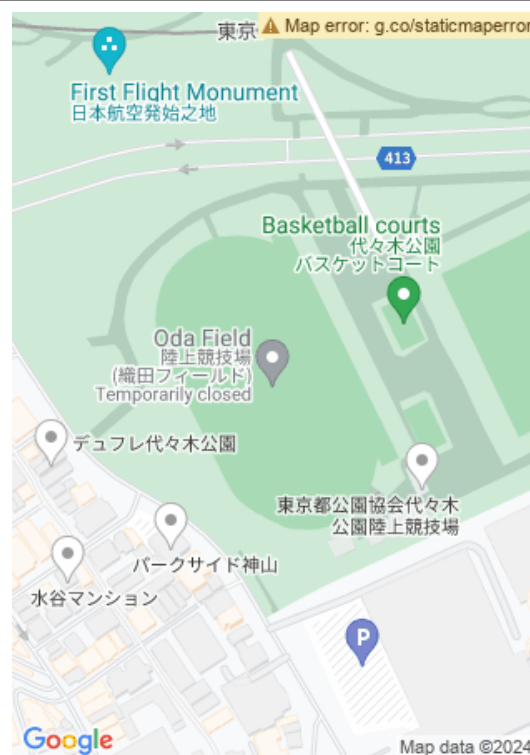 東京
Map error: g.co/staticmaperror
First Flight Monument
日本航空発始之地
413
Basketball courts
代々木公園
バスケットコート
Oda Field
陸上競技場
(織田フィールド)
Temporarily closed
デュフレ代々木公園
東京都公園協会代々木
公園陸上競技場
パークサイド神山
水谷マンション
P
Google
Map data ©2024